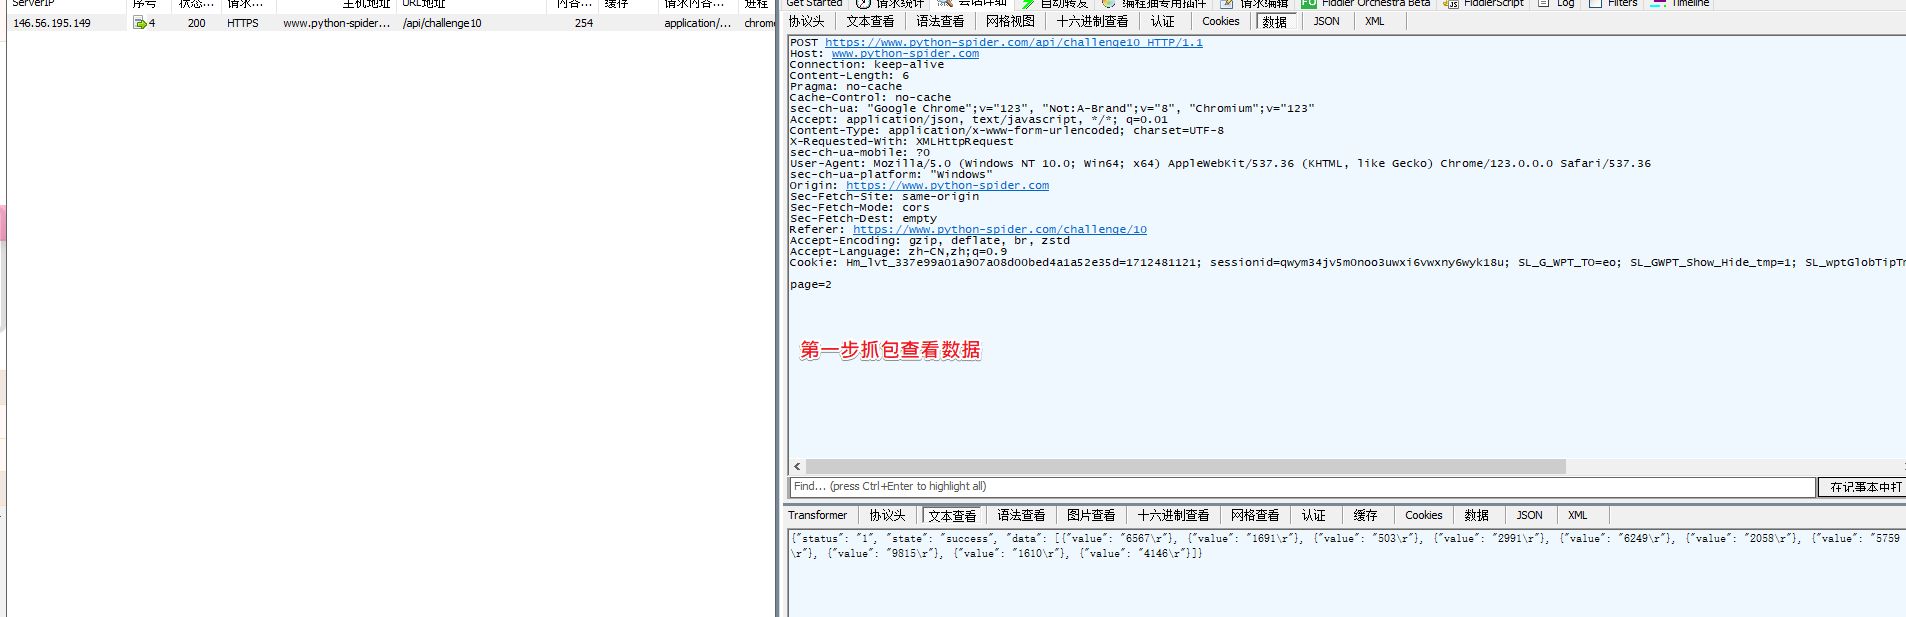 ServerIP 序号 状态... 请求... 主机地址 URL地址 内容... 缓存 请求内容... 进程
146.56.195.149 4 200 HTTPS www.python-spider... /api/challenge10 254 application/... chrome
Get Started 请求统计 会话详细 自动转发 编程猫专用插件 请求编辑 FO Fiddler Orchestra Beta FiddlerScript Log Filters Timeline
协议头 文本查看 语法查看 网格视图 十六进制查看 认证 Cookies 数据 JSON XML
POST https://www.python-spider.com/api/challenge10 HTTP/1.1
Host: www.python-spider.com
Connection: keep-alive
Content-Length: 6
Pragma: no-cache
Cache-Control: no-cache
sec-ch-ua: "Google Chrome";v="123", "Not:A-Brand";v="8", "Chromium";v="123"
Accept: application/json, text/javascript, */*; q=0.01
Content-Type: application/x-www-form-urlencoded; charset=UTF-8
X-Requested-With: XMLHttpRequest
sec-ch-ua-mobile: ?0
User-Agent: Mozilla/5.0 (Windows NT 10.0; Win64; x64) AppleWebKit/537.36 (KHTML, like Gecko) Chrome/123.0.0.0 Safari/537.36
sec-ch-ua-platform: "Windows"
Origin: https://www.python-spider.com
Sec-Fetch-Site: same-origin
Sec-Fetch-Mode: cors
Sec-Fetch-Dest: empty
Referer: https://www.python-spider.com/challenge/10
Accept-Encoding: gzip, deflate, br, zstd
Accept-Language: zh-CN,zh;q=0.9
Cookie: Hm_lvt_337e99a01a907a08d00bed4a1a52e35d=1712481121; sessionid=qwym34jv5m0noo3uwxi6vwxny6wyk18u; SL_G_WPT_TO=eo; SL_GWPT_Show_Hide_tmp=1; SL_wptGlobTipTm
page=2
第一步抓包查看数据
Find... (press Ctrl+Enter to highlight all) 在记事本中打
Transformer 协议头 文本查看 语法查看 图片查看 十六进制查看 网格查看 认证 缓存 Cookies 数据 JSON XML
{"status": "1", "state": "success", "data": [{"value": "6567\r"}, {"value": "1691\r"}, {"value": "503\r"}, {"value": "2991\r"}, {"value": "6249\r"}, {"value": "2058\r"}, {"value": "5759
\r"}, {"value": "9815\r"}, {"value": "1610\r"}, {"value": "4146\r"}]}